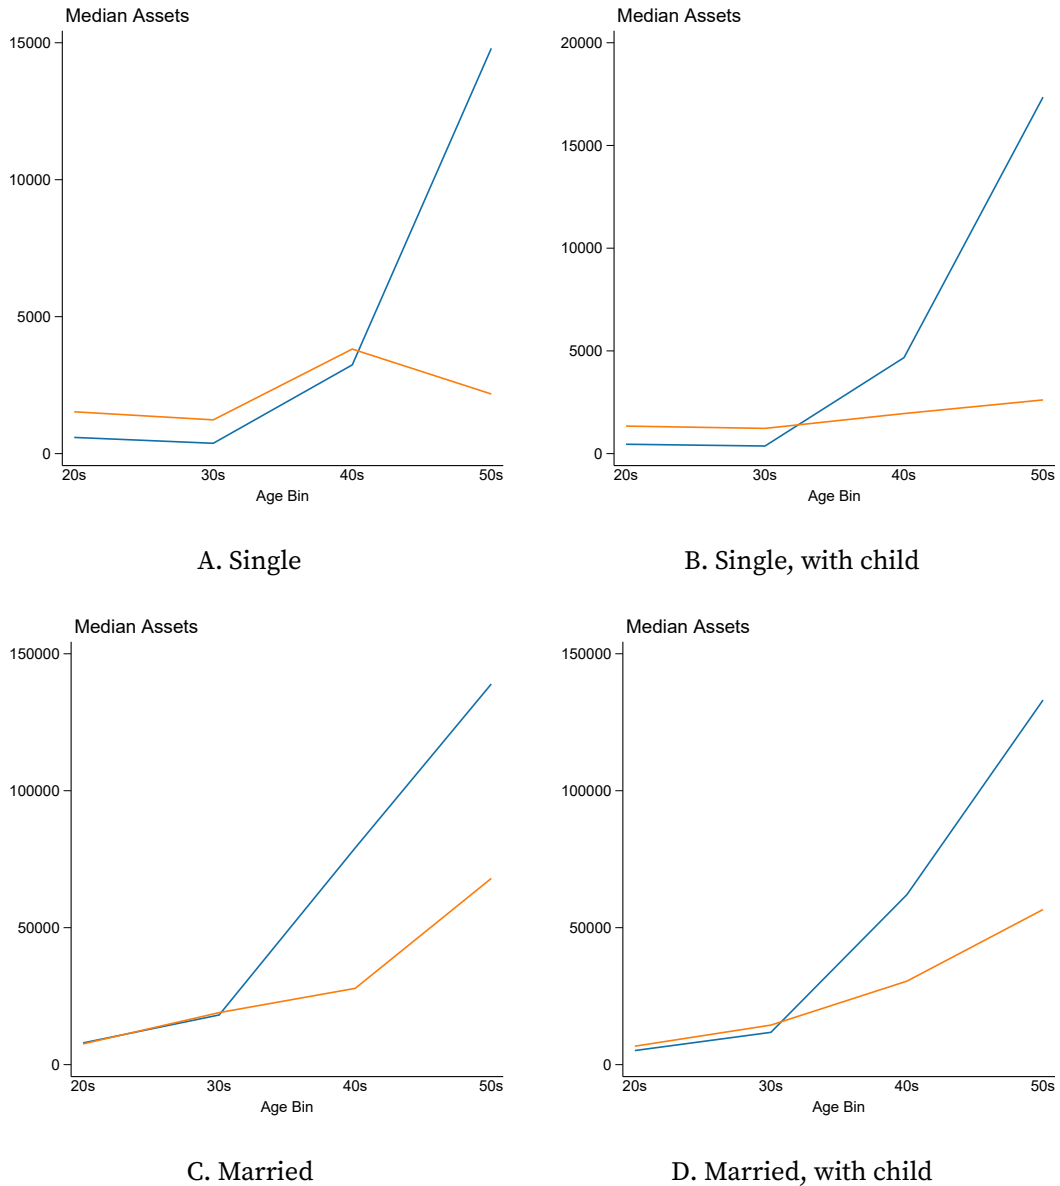 Median Assets
15000
10000
5000
0
20s 30s 40s 50s
Age Bin
A. Single
Median Assets
20000
15000
10000
5000
0
20s 30s 40s 50s
Age Bin
B. Single, with child
Median Assets
150000
100000
50000
0
20s 30s 40s 50s
Age Bin
C. Married
Median Assets
150000
100000
50000
0
20s 30s 40s 50s
Age Bin
D. Married, with child